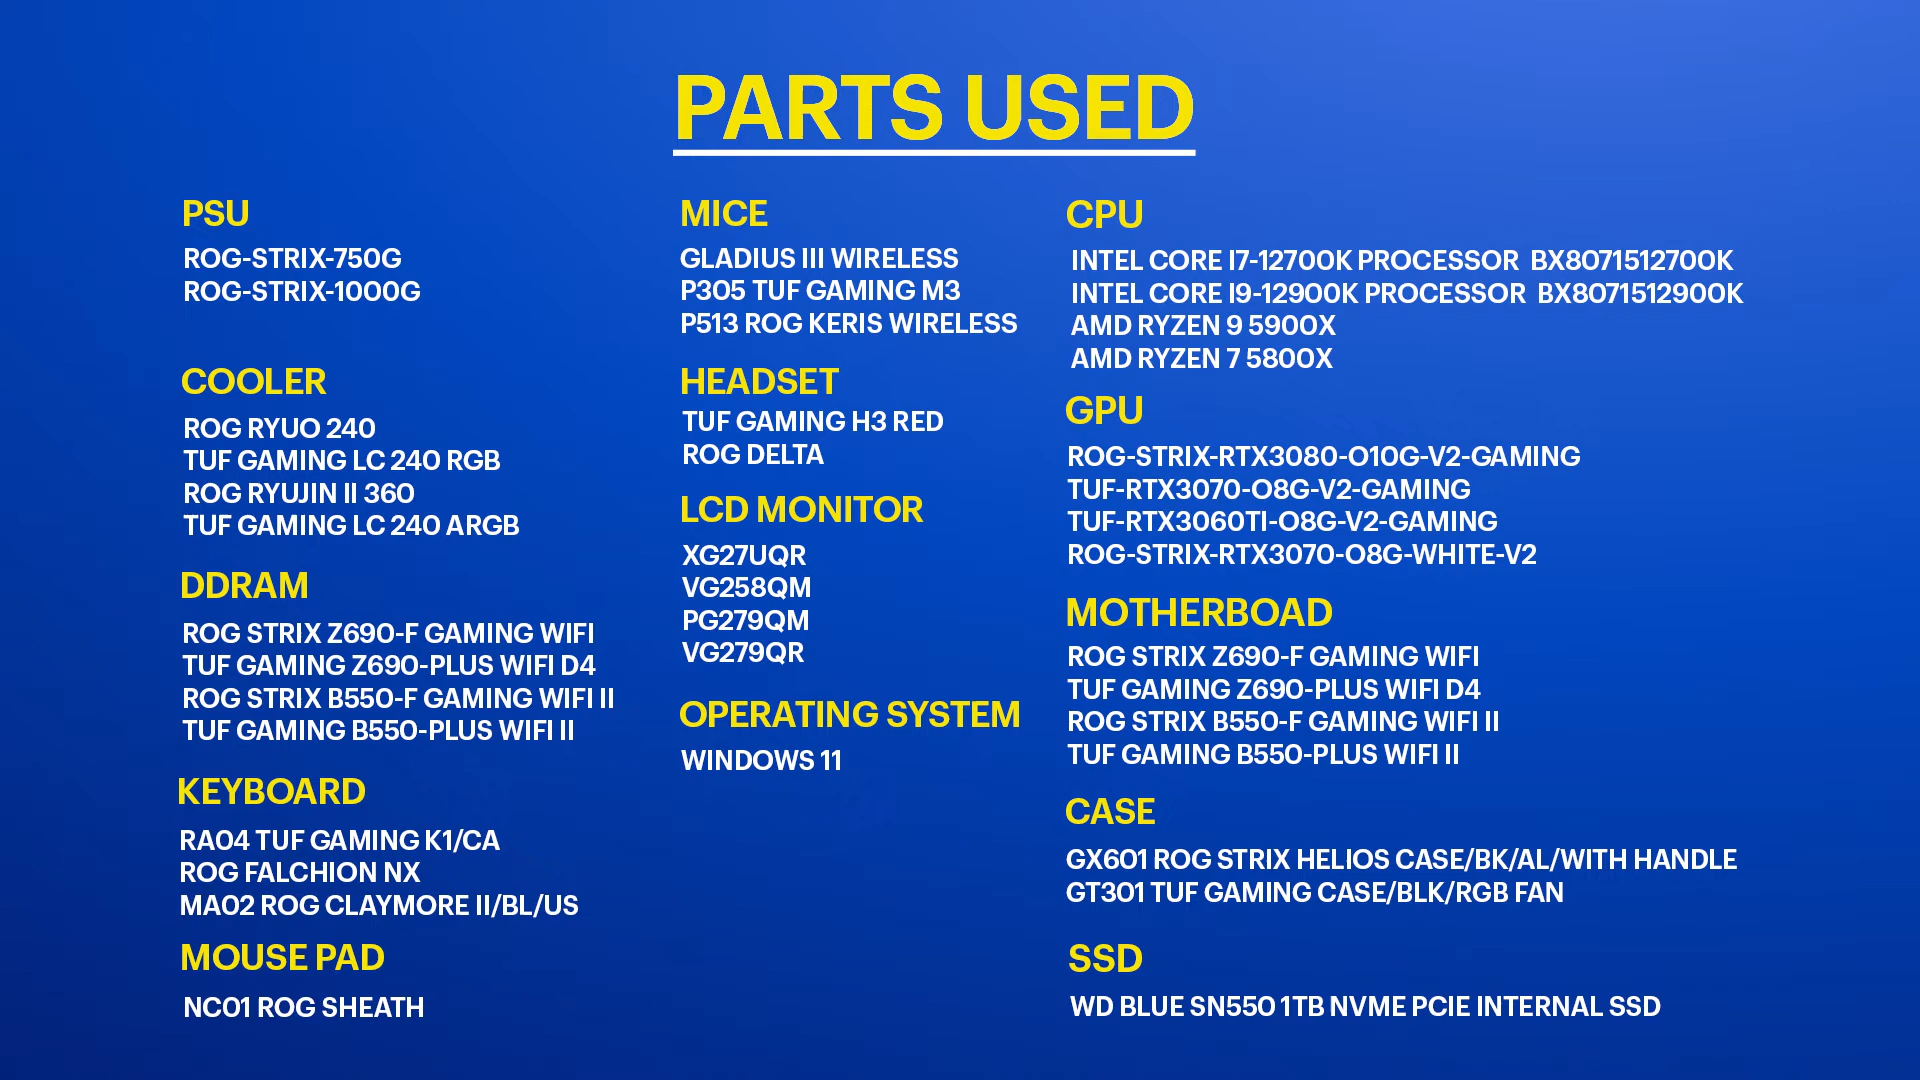 PARTS USED
PSU
ROG-STRIX-750G
ROG-STRIX-1000G
COOLER
ROG RYUO 240
TUF GAMING LC 240 RGB
ROG RYUJIN II 360
TUF GAMING LC 240 ARGB
DDRAM
ROG STRIX Z690-F GAMING WIFI
TUF GAMING Z690-PLUS WIFI D4
ROG STRIX B550-F GAMING WIFI II
TUF GAMING B550-PLUS WIFI II
KEYBOARD
RA04 TUF GAMING K1/CA
ROG FALCHION NX
MA02 ROG CLAYMORE II/BL/US
MOUSE PAD
NC01 ROG SHEATH
MICE
GLADIUS III WIRELESS
P305 TUF GAMING M3
P513 ROG KERIS WIRELESS
HEADSET
TUF GAMING H3 RED
ROG DELTA
LCD MONITOR
XG27UQR
VG258QM
PG279QM
VG279QR
OPERATING SYSTEM
WINDOWS 11
CPU
INTEL CORE I7-12700K PROCESSOR BX8071512700K
INTEL CORE I9-12900K PROCESSOR BX8071512900K
AMD RYZEN 9 5900X
AMD RYZEN 7 5800X
GPU
ROG-STRIX-RTX3080-O10G-V2-GAMING
TUF-RTX3070-O8G-V2-GAMING
TUF-RTX3060TI-O8G-V2-GAMING
ROG-STRIX-RTX3070-O8G-WHITE-V2
MOTHERBOAD
ROG STRIX Z690-F GAMING WIFI
TUF GAMING Z690-PLUS WIFI D4
ROG STRIX B550-F GAMING WIFI II
TUF GAMING B550-PLUS WIFI II
CASE
GX601 ROG STRIX HELIOS CASE/BK/AL/WITH HANDLE
GT301 TUF GAMING CASE/BLK/RGB FAN
SSD
WD BLUE SN550 1TB NVME PCIE INTERNAL SSD